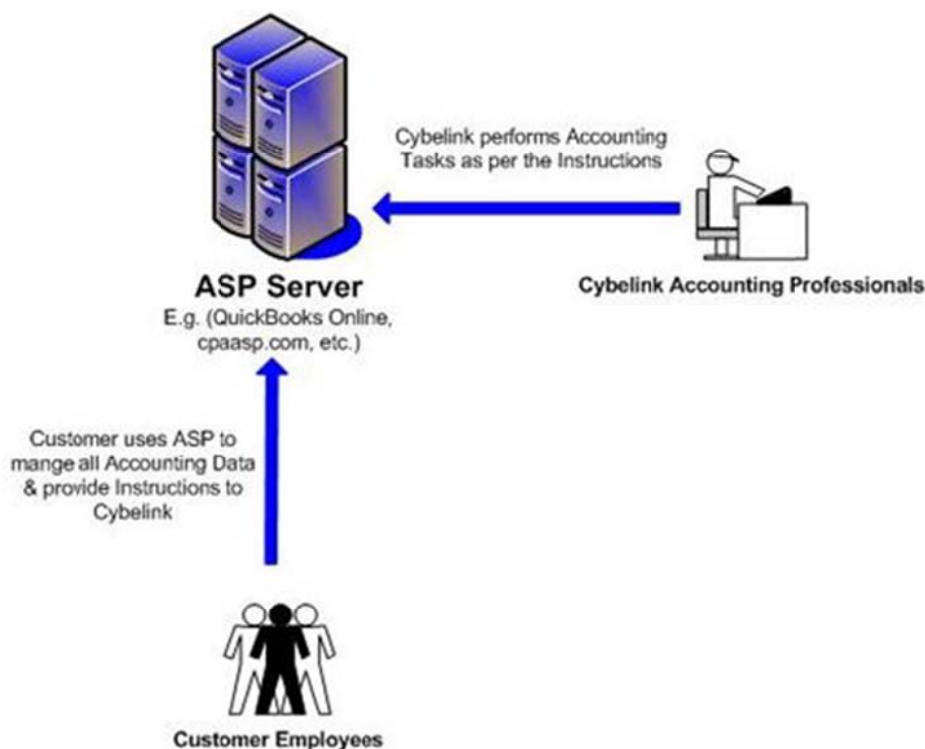 Cybelink performs Accounting
Tasks as per the Instructions
Cybelink Accounting Professionals
ASP Server
E.g. (QuickBooks Online,
cpaasp.com, etc.)
Customer uses ASP to
mange all Accounting Data
& provide Instructions to
Cybelink
Customer Employees